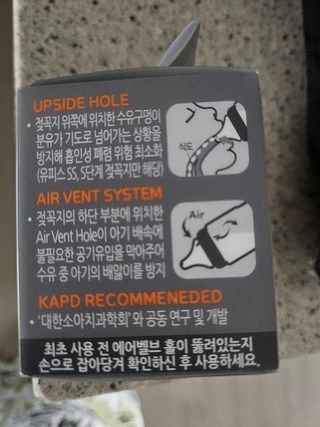 UPSIDE HOLE
• 젖꼭지 위쪽에 위치한 수유구멍이
분유가 기도로 넘어가는 상황을
방지해 흡인성 폐렴 위험 최소화
(유피스 SS, S단계 젖꼭지만 해당)
식도
AIR VENT SYSTEM
• 젖꼭지의 하단 부분에 위치한
Air Vent Hole이 아기 배속에
불필요한 공기유입을 막아주어
수유 중 아기의 배앓이를 방지
Air
KAPD RECOMMENEDED
• '대한소아치과학회' 와 공동 연구 및 개발
최초 사용 전 에어벨브 홀이 뚫려있는지
손으로 잡아당겨 확인하신 후 사용하세요.